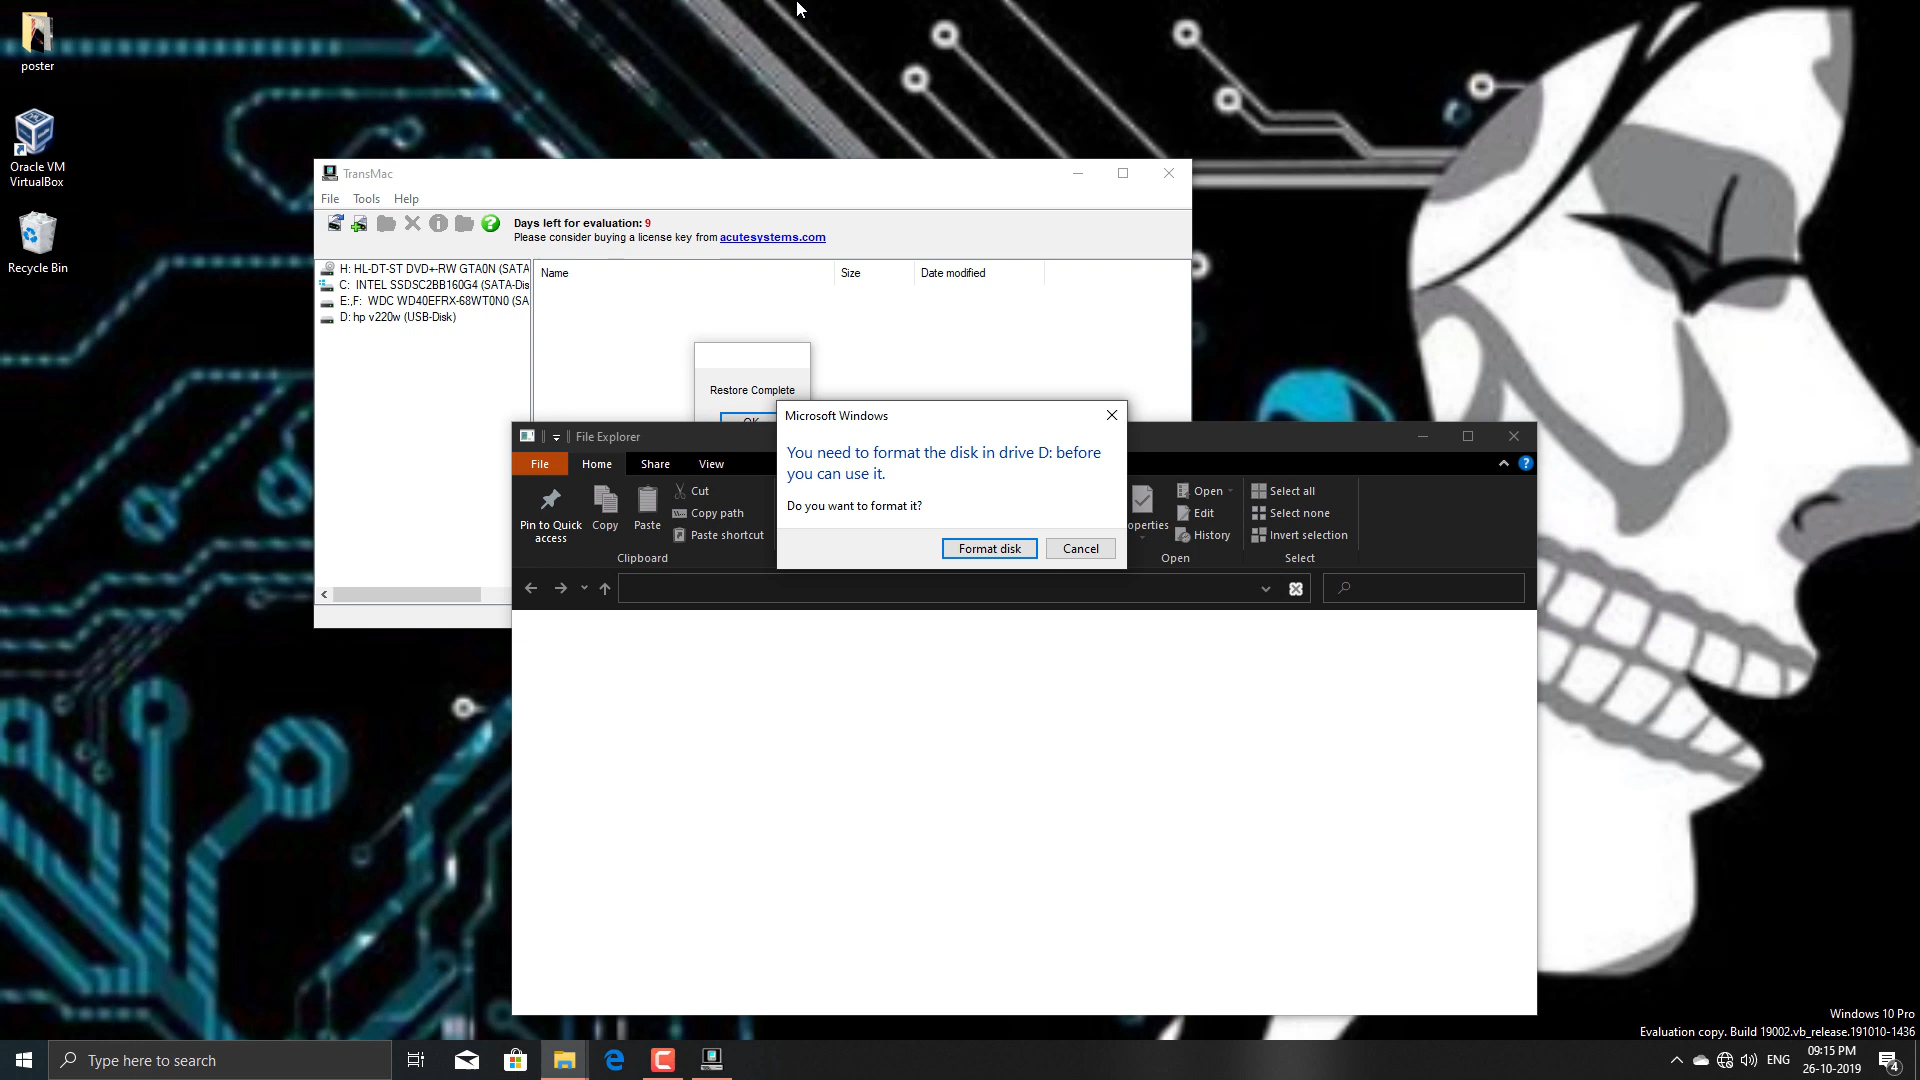 poster
Oracle VM
VirtualBox
Recycle Bin
TransMac
File Tools Help
Days left for evaluation: 9
Please consider buying a license key from acutesystems.com
H: HL-DT-ST DVD+-RW GTA0N (SATA
C: INTEL SSDSC2BB160G4 (SATA-Dis
E:,F: WDC WD40EFRX-68WT0N0 (SA
D: hp v220w (USB-Disk)
Name Size Date modified
Restore Complete
OK
Microsoft Windows
You need to format the disk in drive D: before
you can use it.
Do you want to format it?
Format disk Cancel
File Explorer
File Home Share View
Pin to Quick
access
Copy
Paste
Cut
Copy path
Paste shortcut
Clipboard
operties
Open
Edit
History
Open
Select all
Select none
Invert selection
Select
Windows 10 Pro
Evaluation copy. Build 19002.vb_release.191010-1436
Type here to search
ENG
09:15 PM
26-10-2019
4